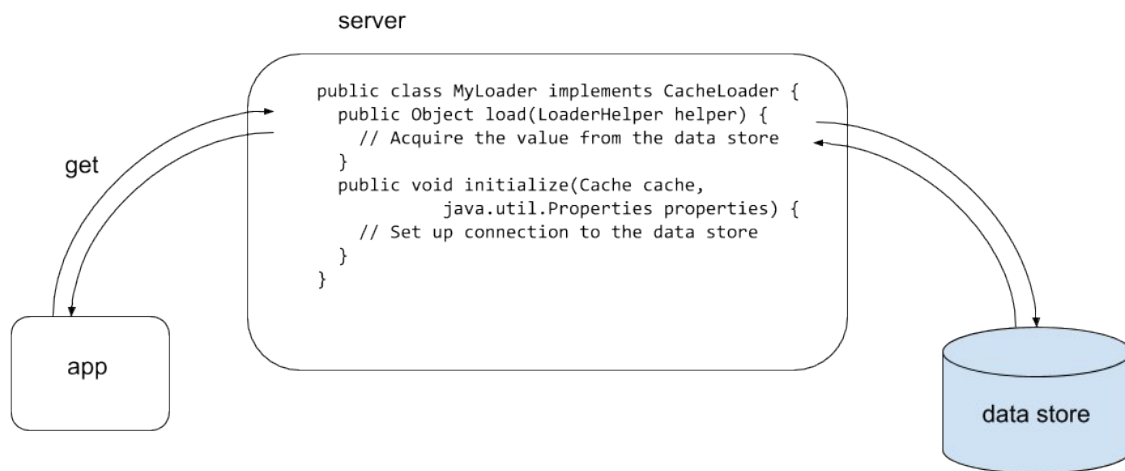 server
public class MyLoader implements CacheLoader {
  public Object load(LoaderHelper helper) {
    // Acquire the value from the data store
  }
  public void initialize(Cache cache,
            java.util.Properties properties) {
    // Set up connection to the data store
  }
}
get
app
data store